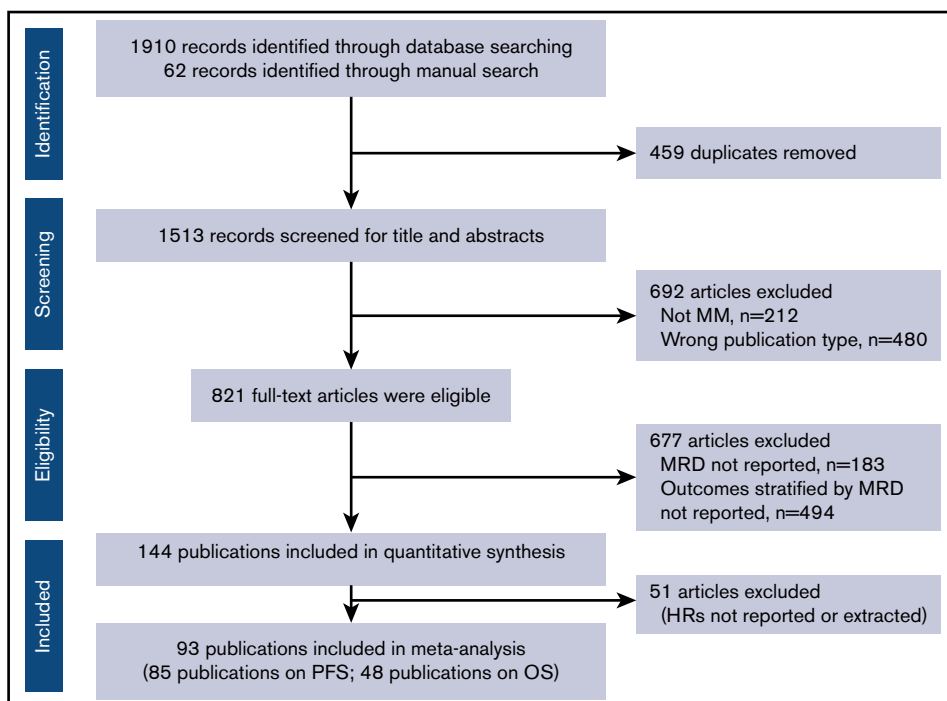 Identification
1910 records identified through database searching
62 records identified through manual search
459 duplicates removed
Screening
1513 records screened for title and abstracts
692 articles excluded
Not MM, n=212
Wrong publication type, n=480
Eligibility
821 full-text articles were eligible
677 articles excluded
MRD not reported, n=183
Outcomes stratified by MRD
not reported, n=494
Included
144 publications included in quantitative synthesis
51 articles excluded
(HRs not reported or extracted)
93 publications included in meta-analysis
(85 publications on PFS; 48 publications on OS)